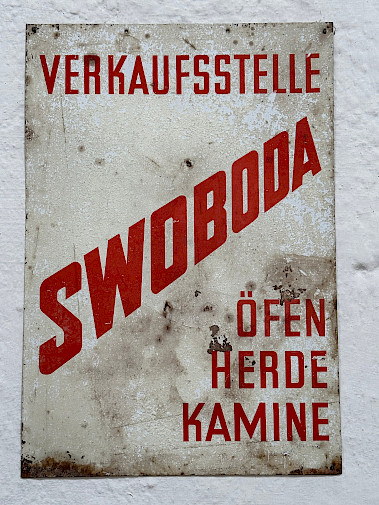 VERKAUFSSTELLE
SWOBODA
ÖFEN
HERDE
KAMINE